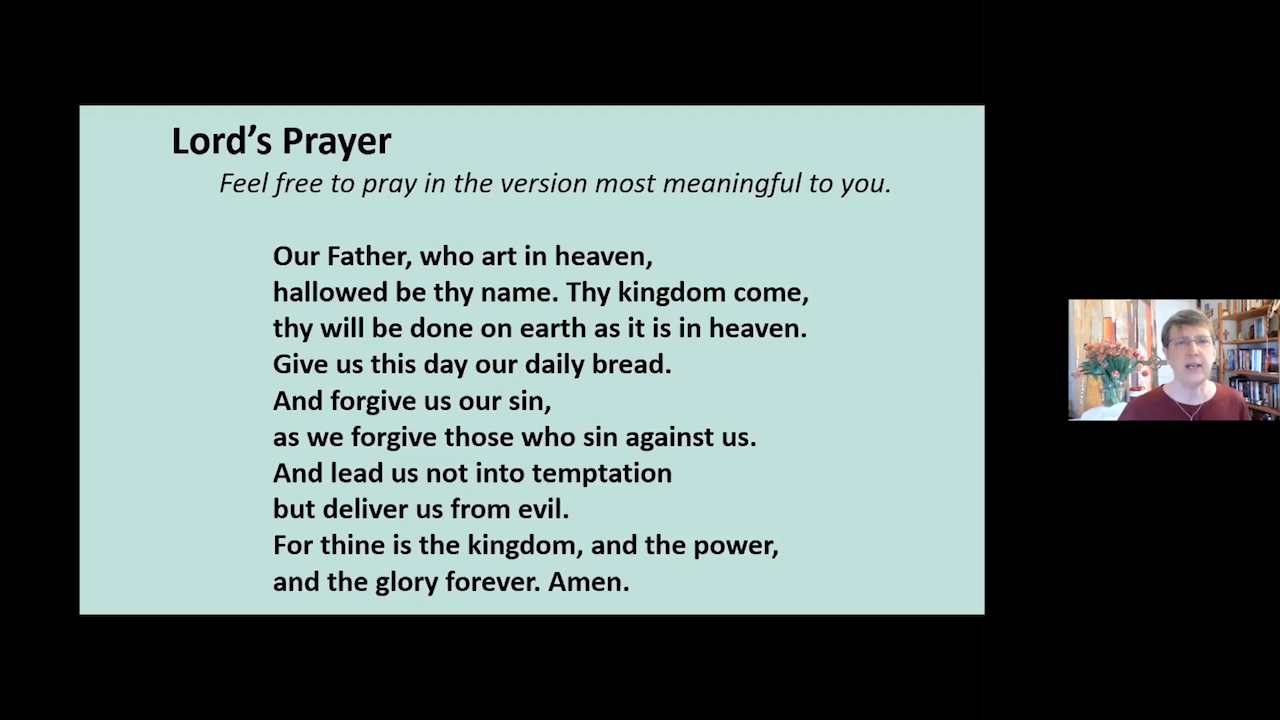 Lord’s Prayer
Feel free to pray in the version most meaningful to you.
Our Father, who art in heaven,
hallowed be thy name. Thy kingdom come,
thy will be done on earth as it is in heaven.
Give us this day our daily bread.
And forgive us our sin,
as we forgive those who sin against us.
And lead us not into temptation
but deliver us from evil.
For thine is the kingdom, and the power,
and the glory forever. Amen.